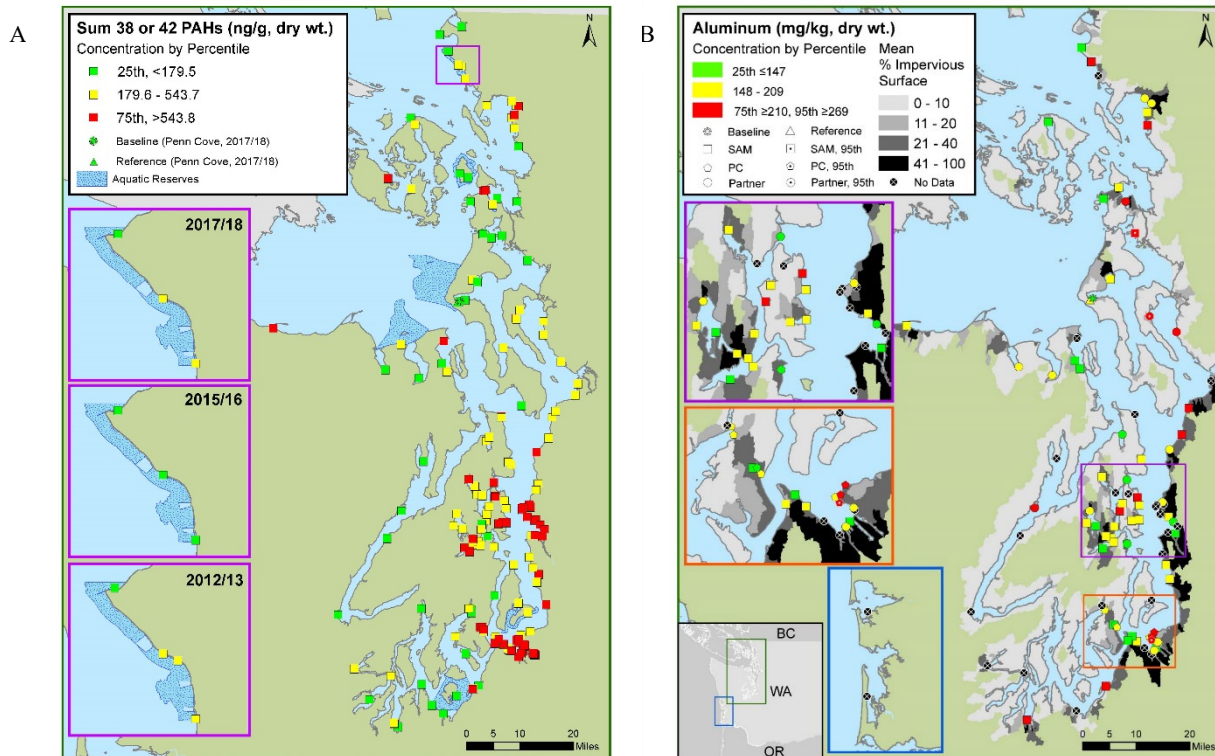 A
Sum 38 or 42 PAHs (ng/g, dry wt.)
Concentration by Percentile
25th, <179.5
179.6 - 543.7
75th, >543.8
Baseline (Penn Cove, 2017/18)
Reference (Penn Cove, 2017/18)
Aquatic Reserves
N
2017/18
2015/16
2012/13
0 10 20
Miles
B
Aluminum (mg/kg, dry wt.)
Concentration by Percentile
25th ≤147
148 - 209
75th ≥210, 95th ≥269
Baseline
Reference
SAM
SAM, 95th
PC
PC, 95th
Partner
Partner, 95th
Mean
% Impervious
Surface
0 - 10
11 - 20
21 - 40
41 - 100
No Data
N
BC
WA
OR
0 10 20
Miles